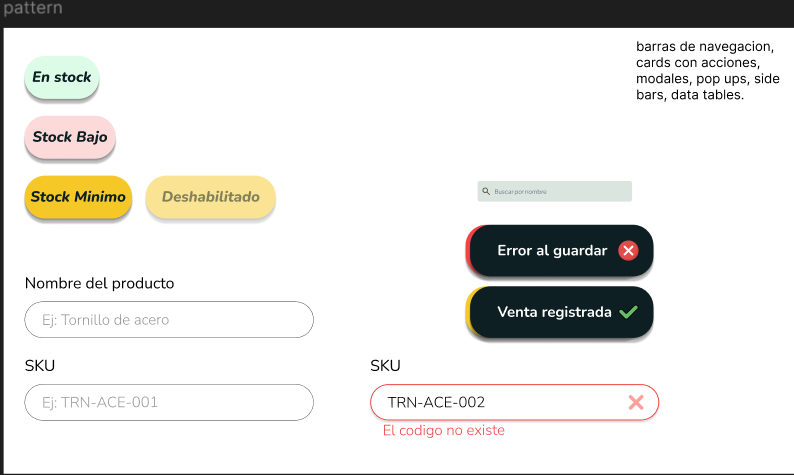 pattern
barras de navegacion,
cards con acciones,
modales, pop ups, side
bars, data tables.
En stock
Stock Bajo
Stock Minimo
Deshabilitado
Buscar por nombre
Error al guardar
Venta registrada
Nombre del producto
Ej: Tornillo de acero
SKU
Ej: TRN-ACE-001
SKU
TRN-ACE-002
El codigo no existe